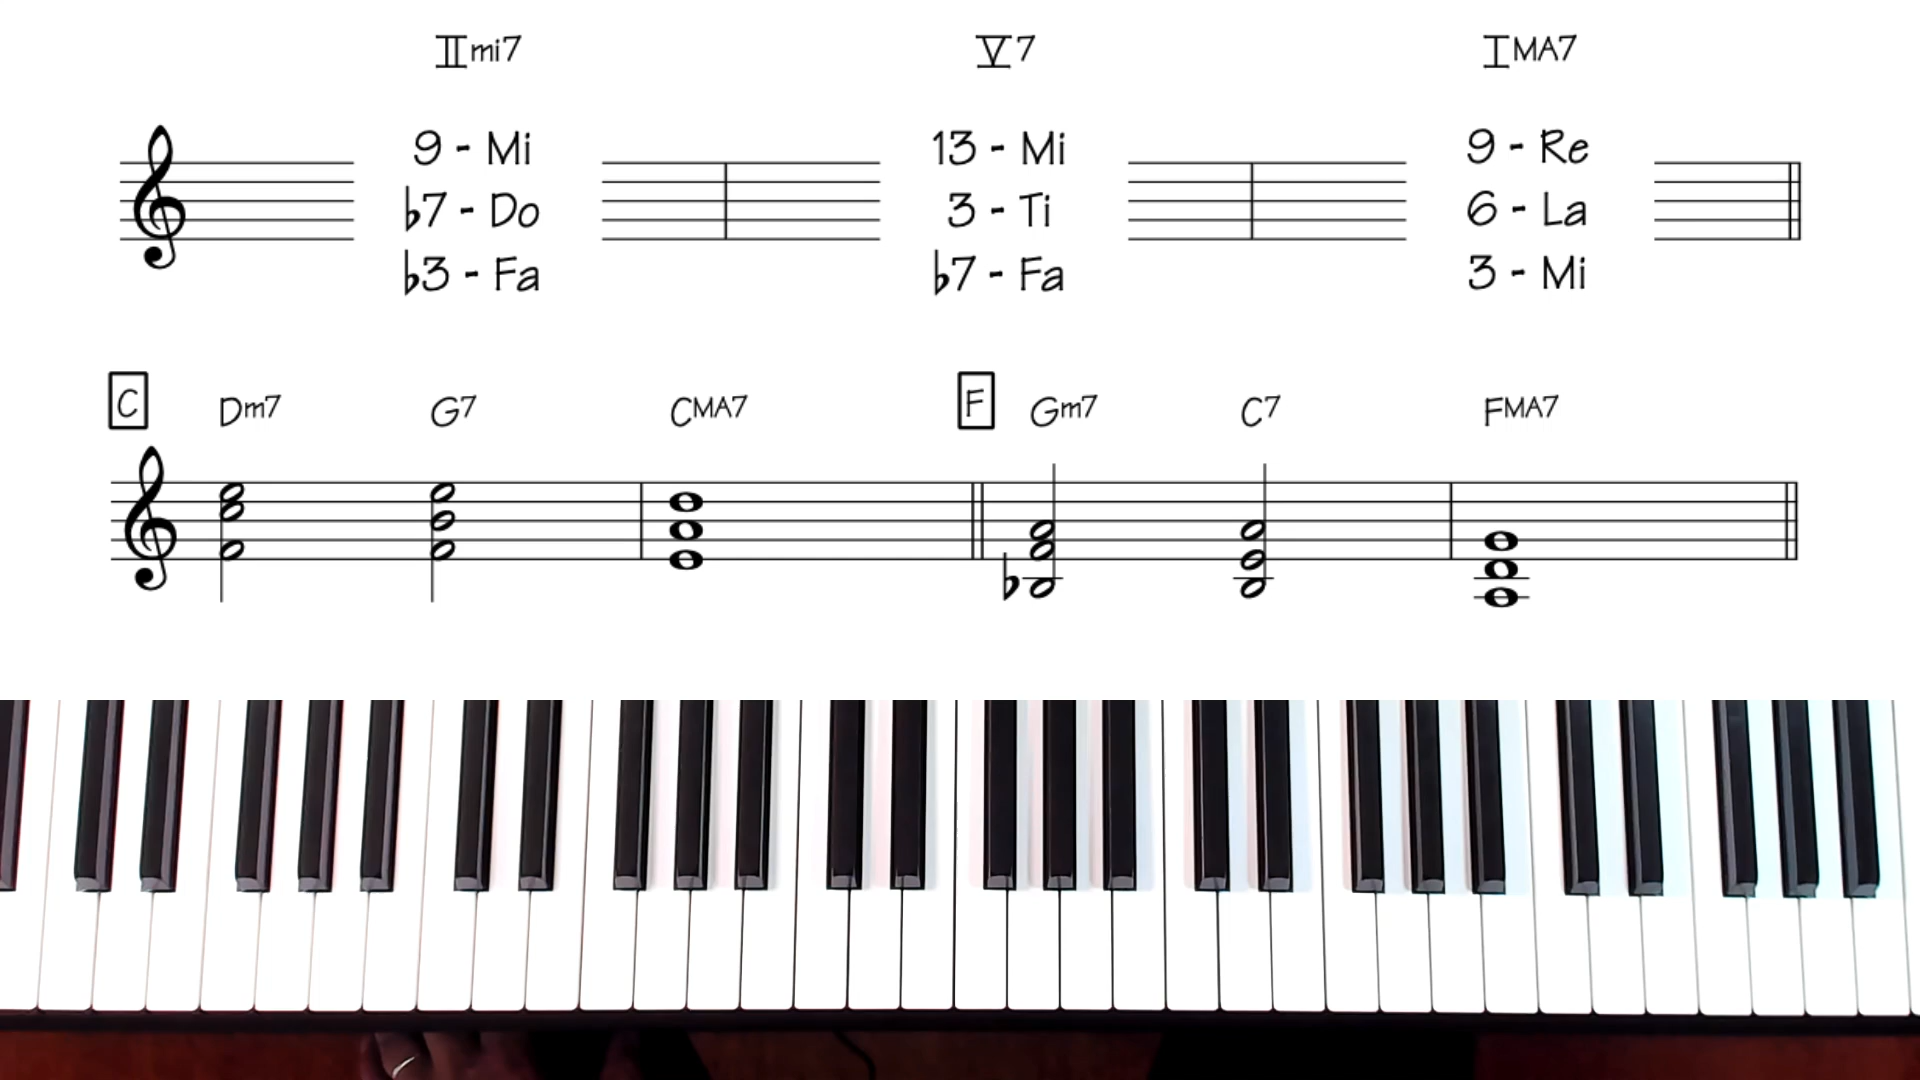 IImi7 V7 IMA7
9 - Mi 13 - Mi 9 - Re
♭7 - Do 3 - Ti 6 - La
♭3 - Fa ♭7 - Fa 3 - Mi
C Dm7 G7 CMA7 F Gm7 C7 FMA7